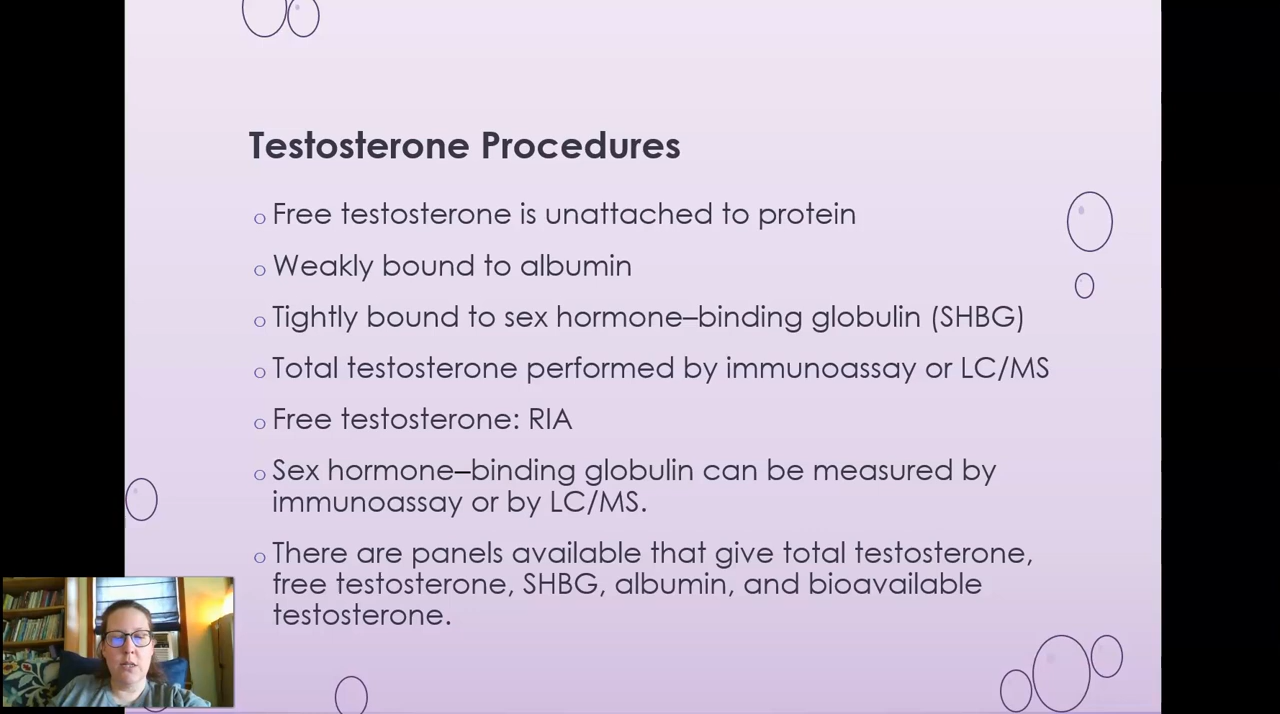 Testosterone Procedures
Free testosterone is unattached to protein
Weakly bound to albumin
Tightly bound to sex hormone–binding globulin (SHBG)
Total testosterone performed by immunoassay or LC/MS
Free testosterone: RIA
Sex hormone–binding globulin can be measured by
immunoassay or by LC/MS.
There are panels available that give total testosterone,
free testosterone, SHBG, albumin, and bioavailable
testosterone.